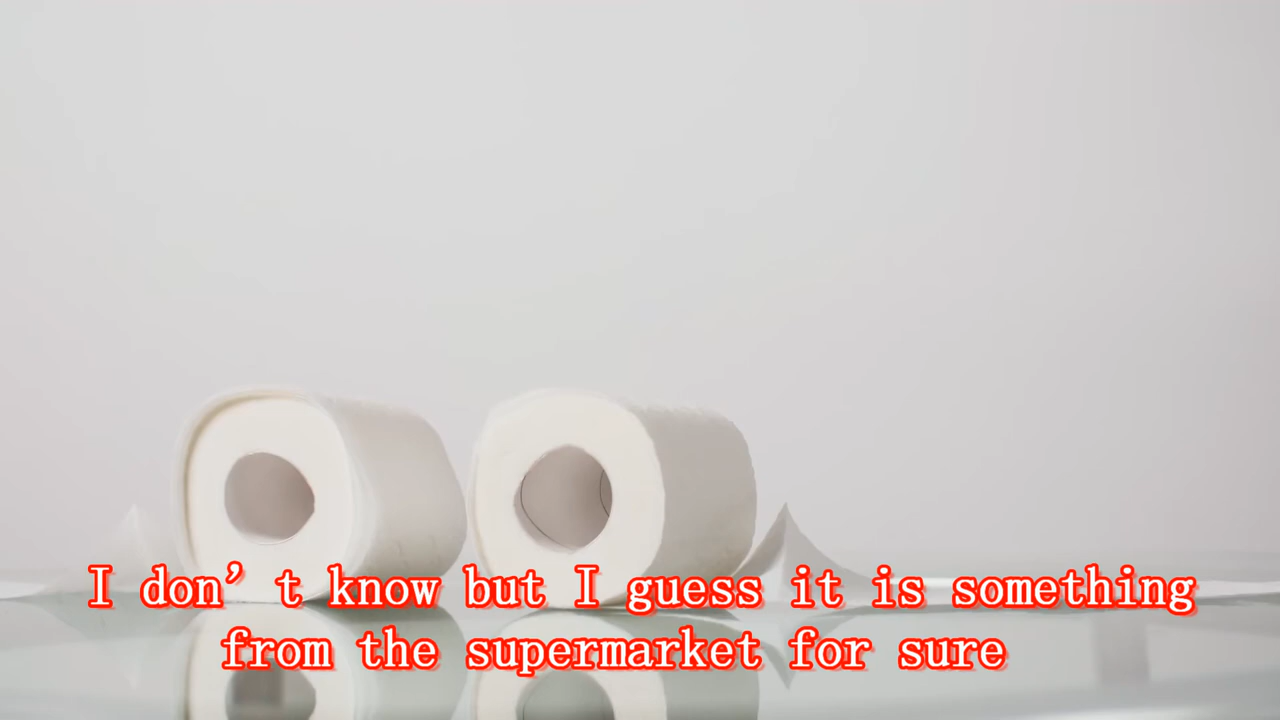 I don’t know but I guess it is something
from the supermarket for sure